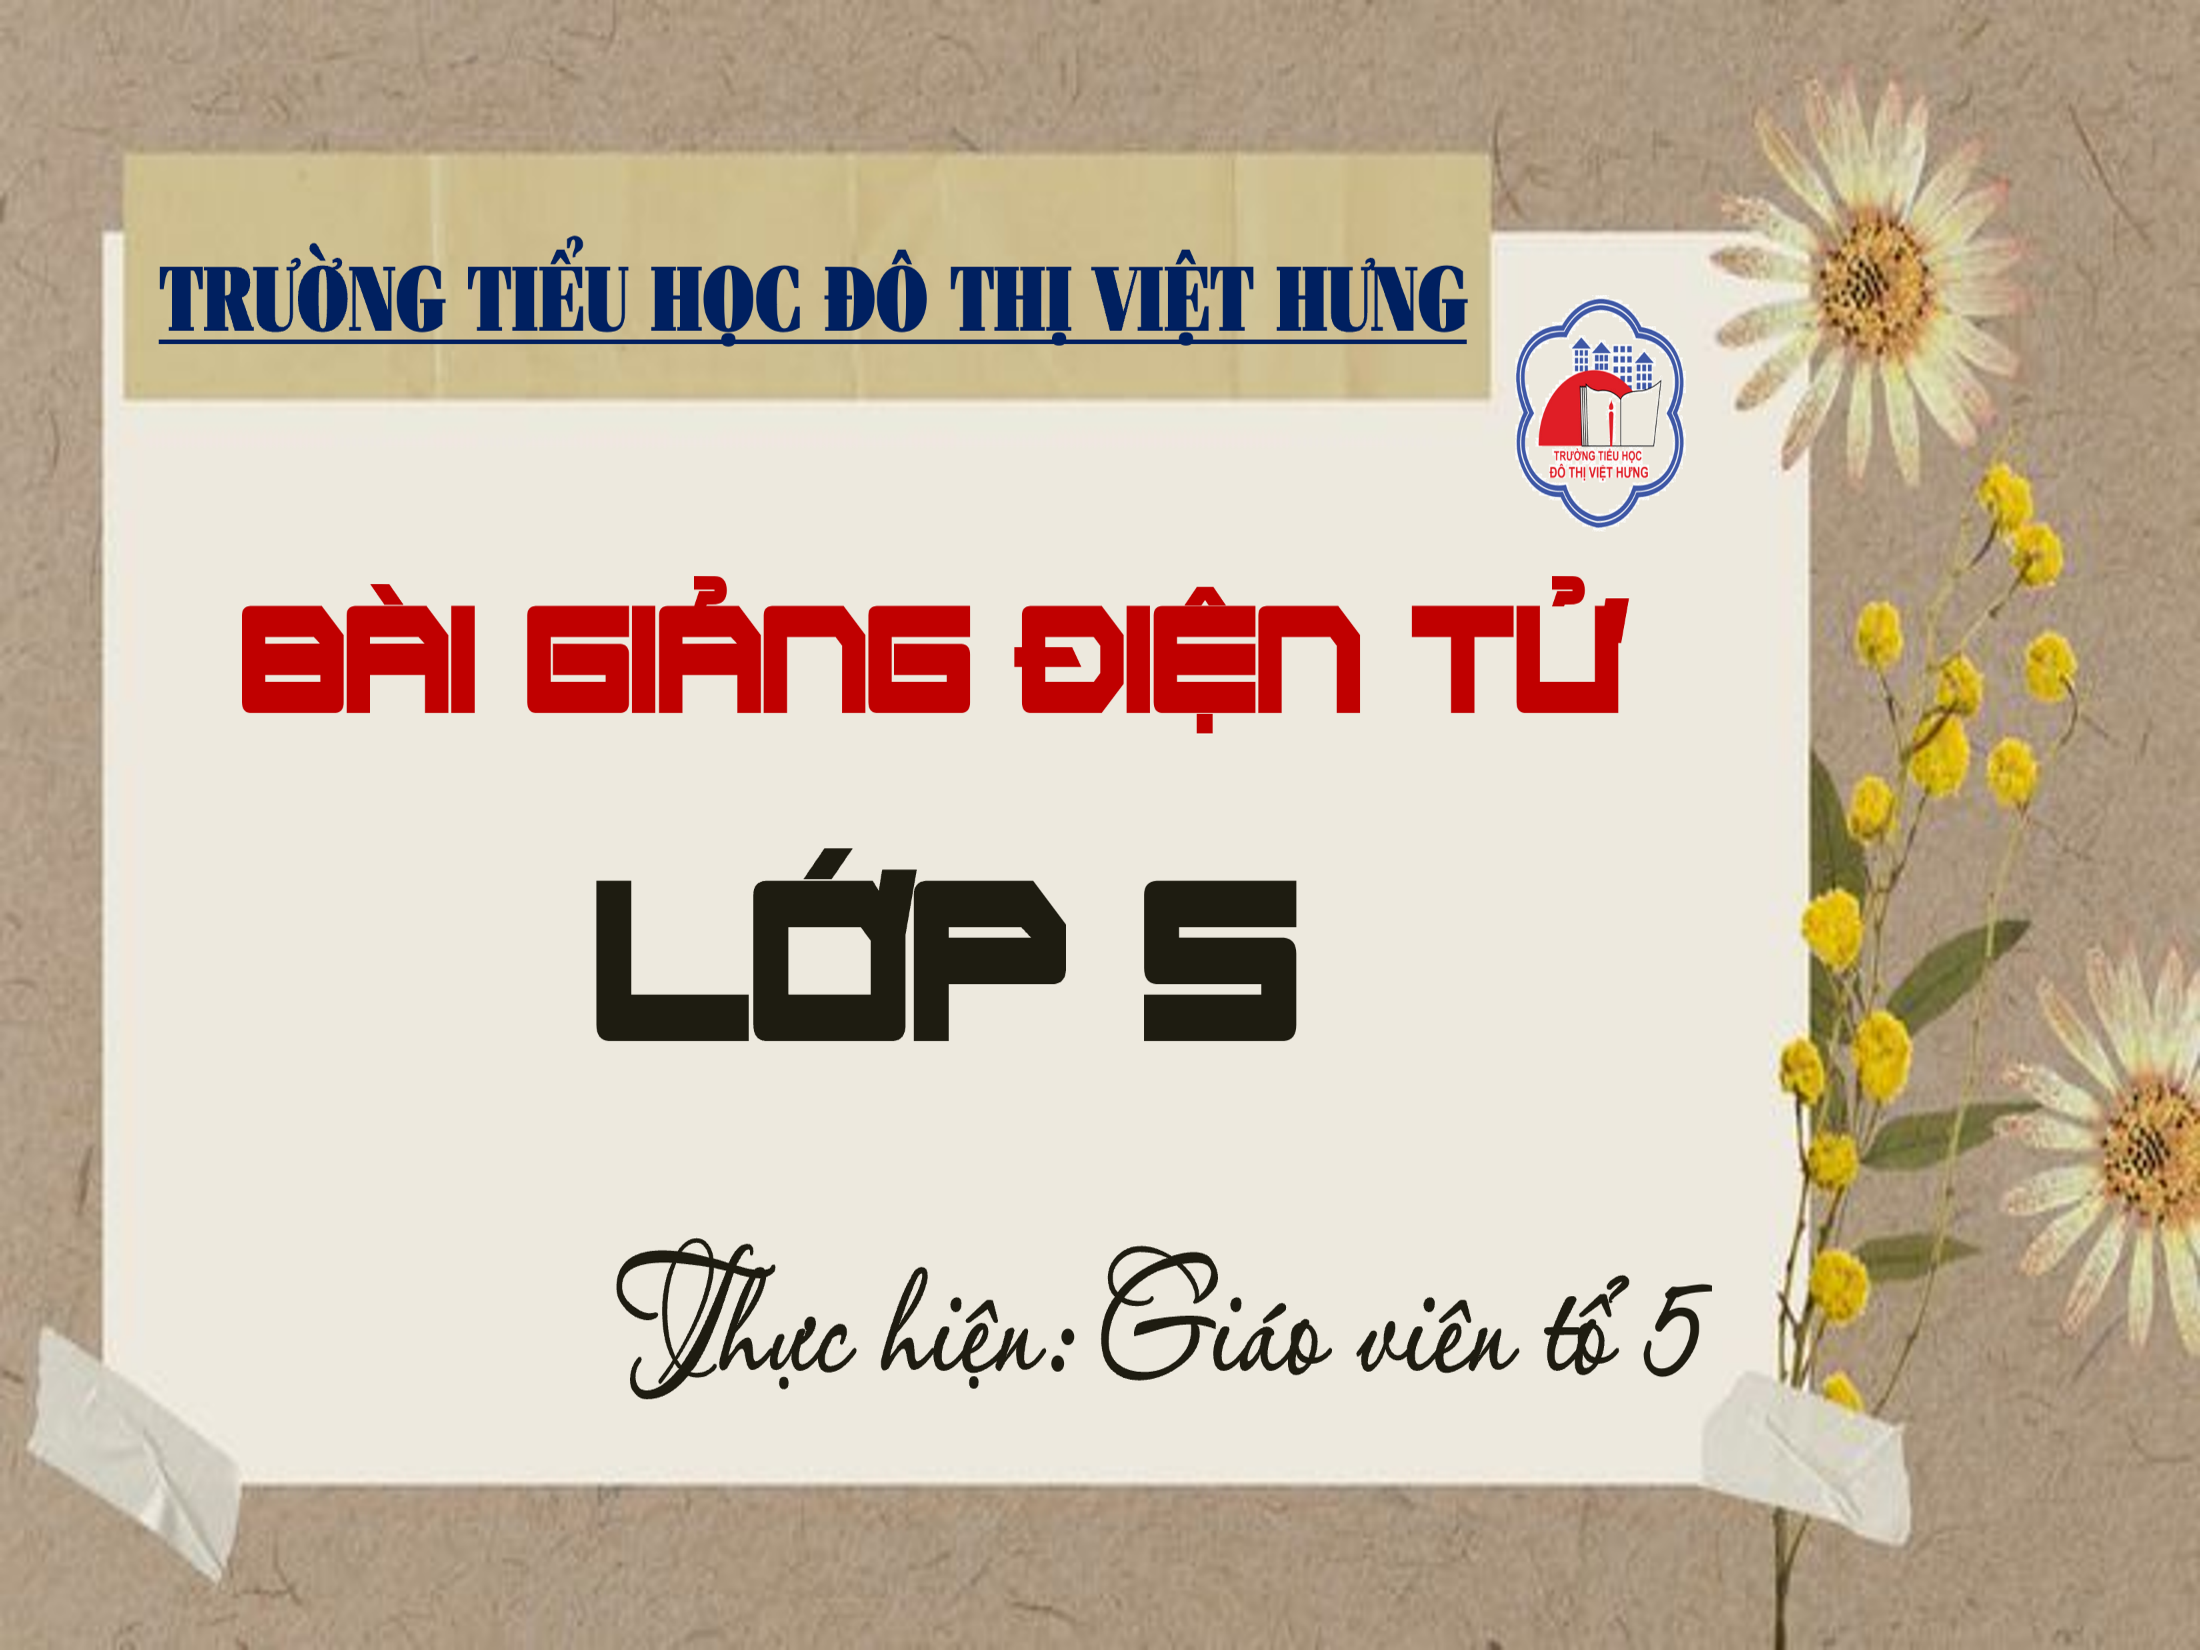 TRƯỜNG TIỂU HỌC ĐÔ THỊ VIỆT HƯNG
TRƯỜNG TIỂU HỌC
ĐÔ THỊ VIỆT HƯNG
BÀI GIẢNG ĐIỆN TỬ
LỚP 5
Thực hiện: Giáo viên tổ 5